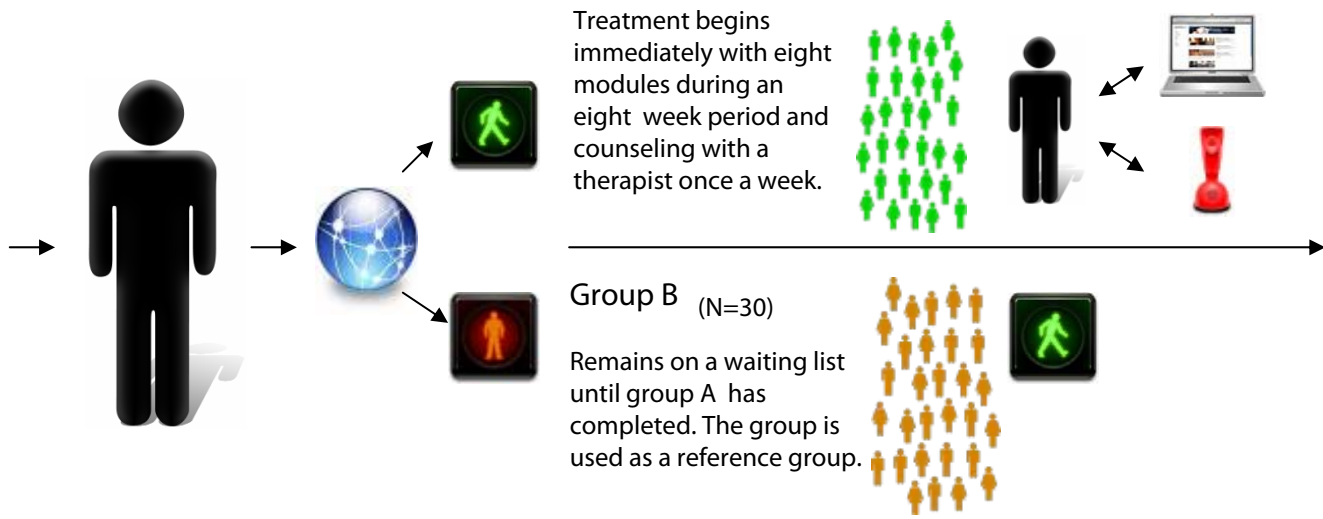 Treatment begins
immediately with eight
modules during an
eight week period and
counseling with a
therapist once a week.
Group B (N=30)
Remains on a waiting list
until group A has
completed. The group is
used as a reference group.